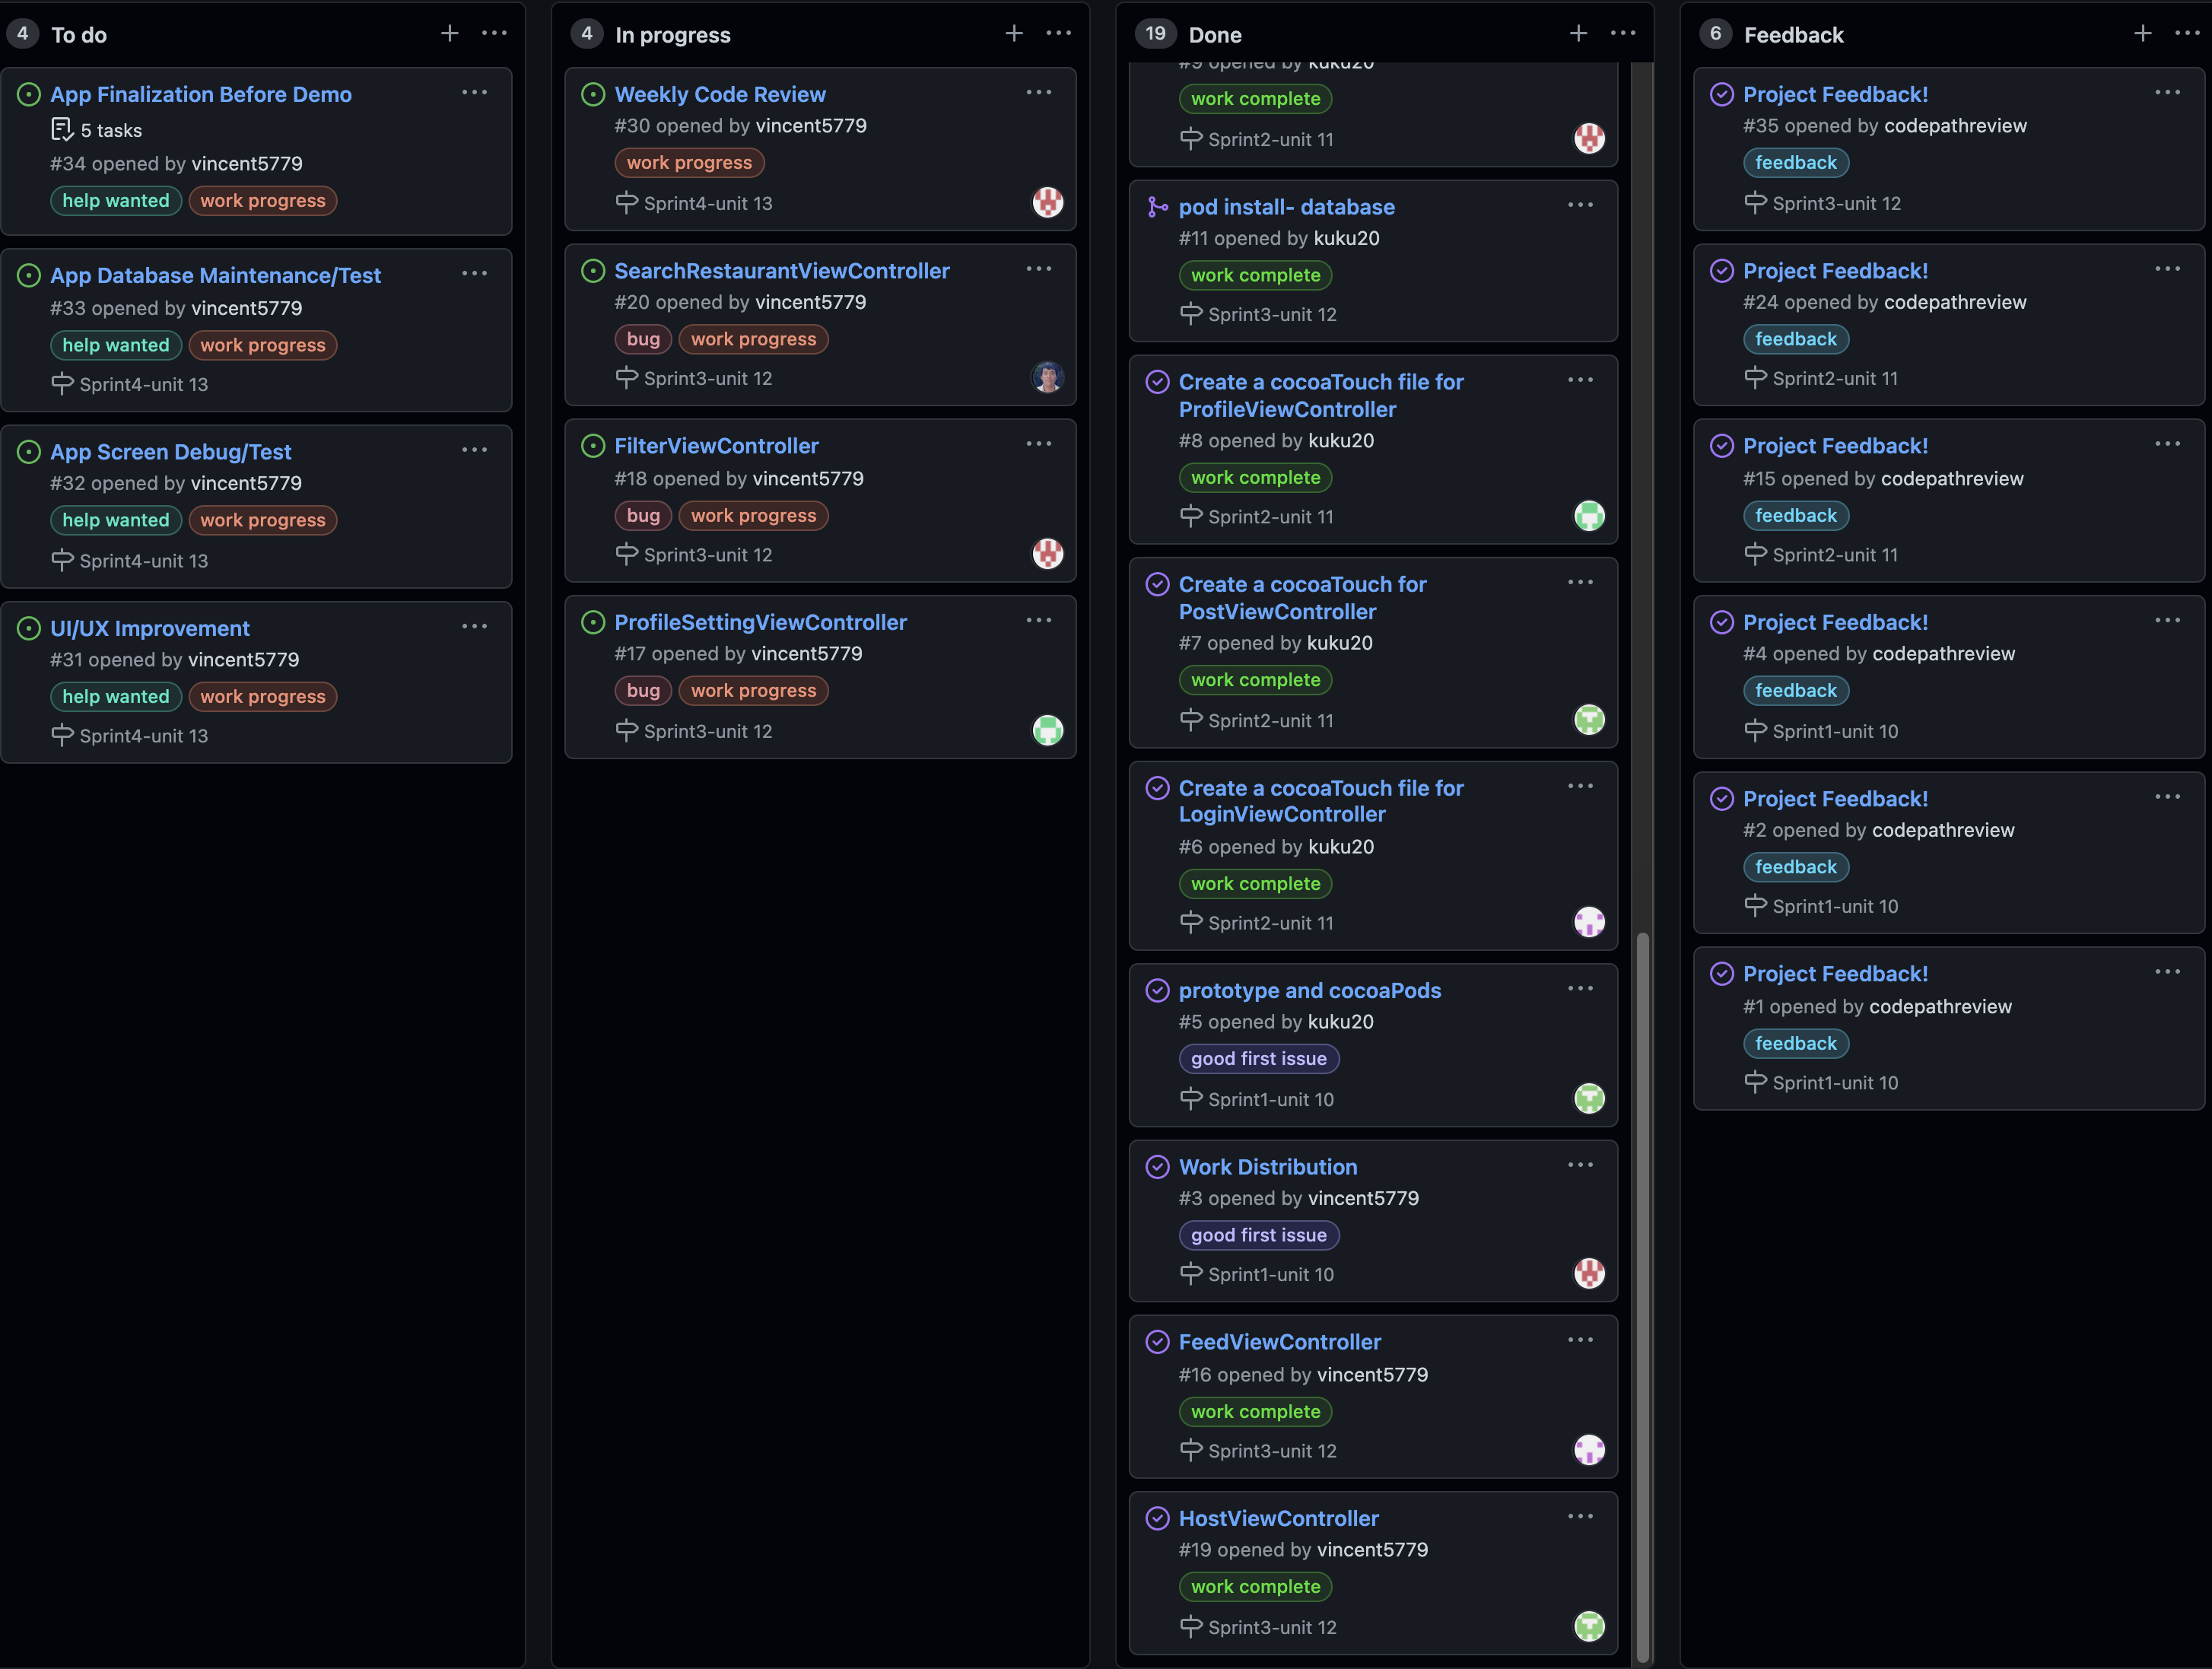 4 To do
App Finalization Before Demo
5 tasks
#34 opened by vincent5779
help wanted work progress
App Database Maintenance/Test
#33 opened by vincent5779
help wanted work progress
Sprint4-unit 13
App Screen Debug/Test
#32 opened by vincent5779
help wanted work progress
Sprint4-unit 13
UI/UX Improvement
#31 opened by vincent5779
help wanted work progress
Sprint4-unit 13
4 In progress
Weekly Code Review
#30 opened by vincent5779
work progress
Sprint4-unit 13
SearchRestaurantViewController
#20 opened by vincent5779
bug work progress
Sprint3-unit 12
FilterViewController
#18 opened by vincent5779
bug work progress
Sprint3-unit 12
ProfileSettingViewController
#17 opened by vincent5779
bug work progress
Sprint3-unit 12
19 Done
#9 opened by kuku20
work complete
Sprint2-unit 11
pod install- database
#11 opened by kuku20
work complete
Sprint3-unit 12
Create a cocoaTouch file for
ProfileViewController
#8 opened by kuku20
work complete
Sprint2-unit 11
Create a cocoaTouch for
PostViewController
#7 opened by kuku20
work complete
Sprint2-unit 11
Create a cocoaTouch file for
LoginViewController
#6 opened by kuku20
work complete
Sprint2-unit 11
prototype and cocoaPods
#5 opened by kuku20
good first issue
Sprint1-unit 10
Work Distribution
#3 opened by vincent5779
good first issue
Sprint1-unit 10
FeedViewController
#16 opened by vincent5779
work complete
Sprint3-unit 12
HostViewController
#19 opened by vincent5779
work complete
Sprint3-unit 12
6 Feedback
Project Feedback!
#35 opened by codepathreview
feedback
Sprint3-unit 12
Project Feedback!
#24 opened by codepathreview
feedback
Sprint2-unit 11
Project Feedback!
#15 opened by codepathreview
feedback
Sprint2-unit 11
Project Feedback!
#4 opened by codepathreview
feedback
Sprint1-unit 10
Project Feedback!
#2 opened by codepathreview
feedback
Sprint1-unit 10
Project Feedback!
#1 opened by codepathreview
feedback
Sprint1-unit 10